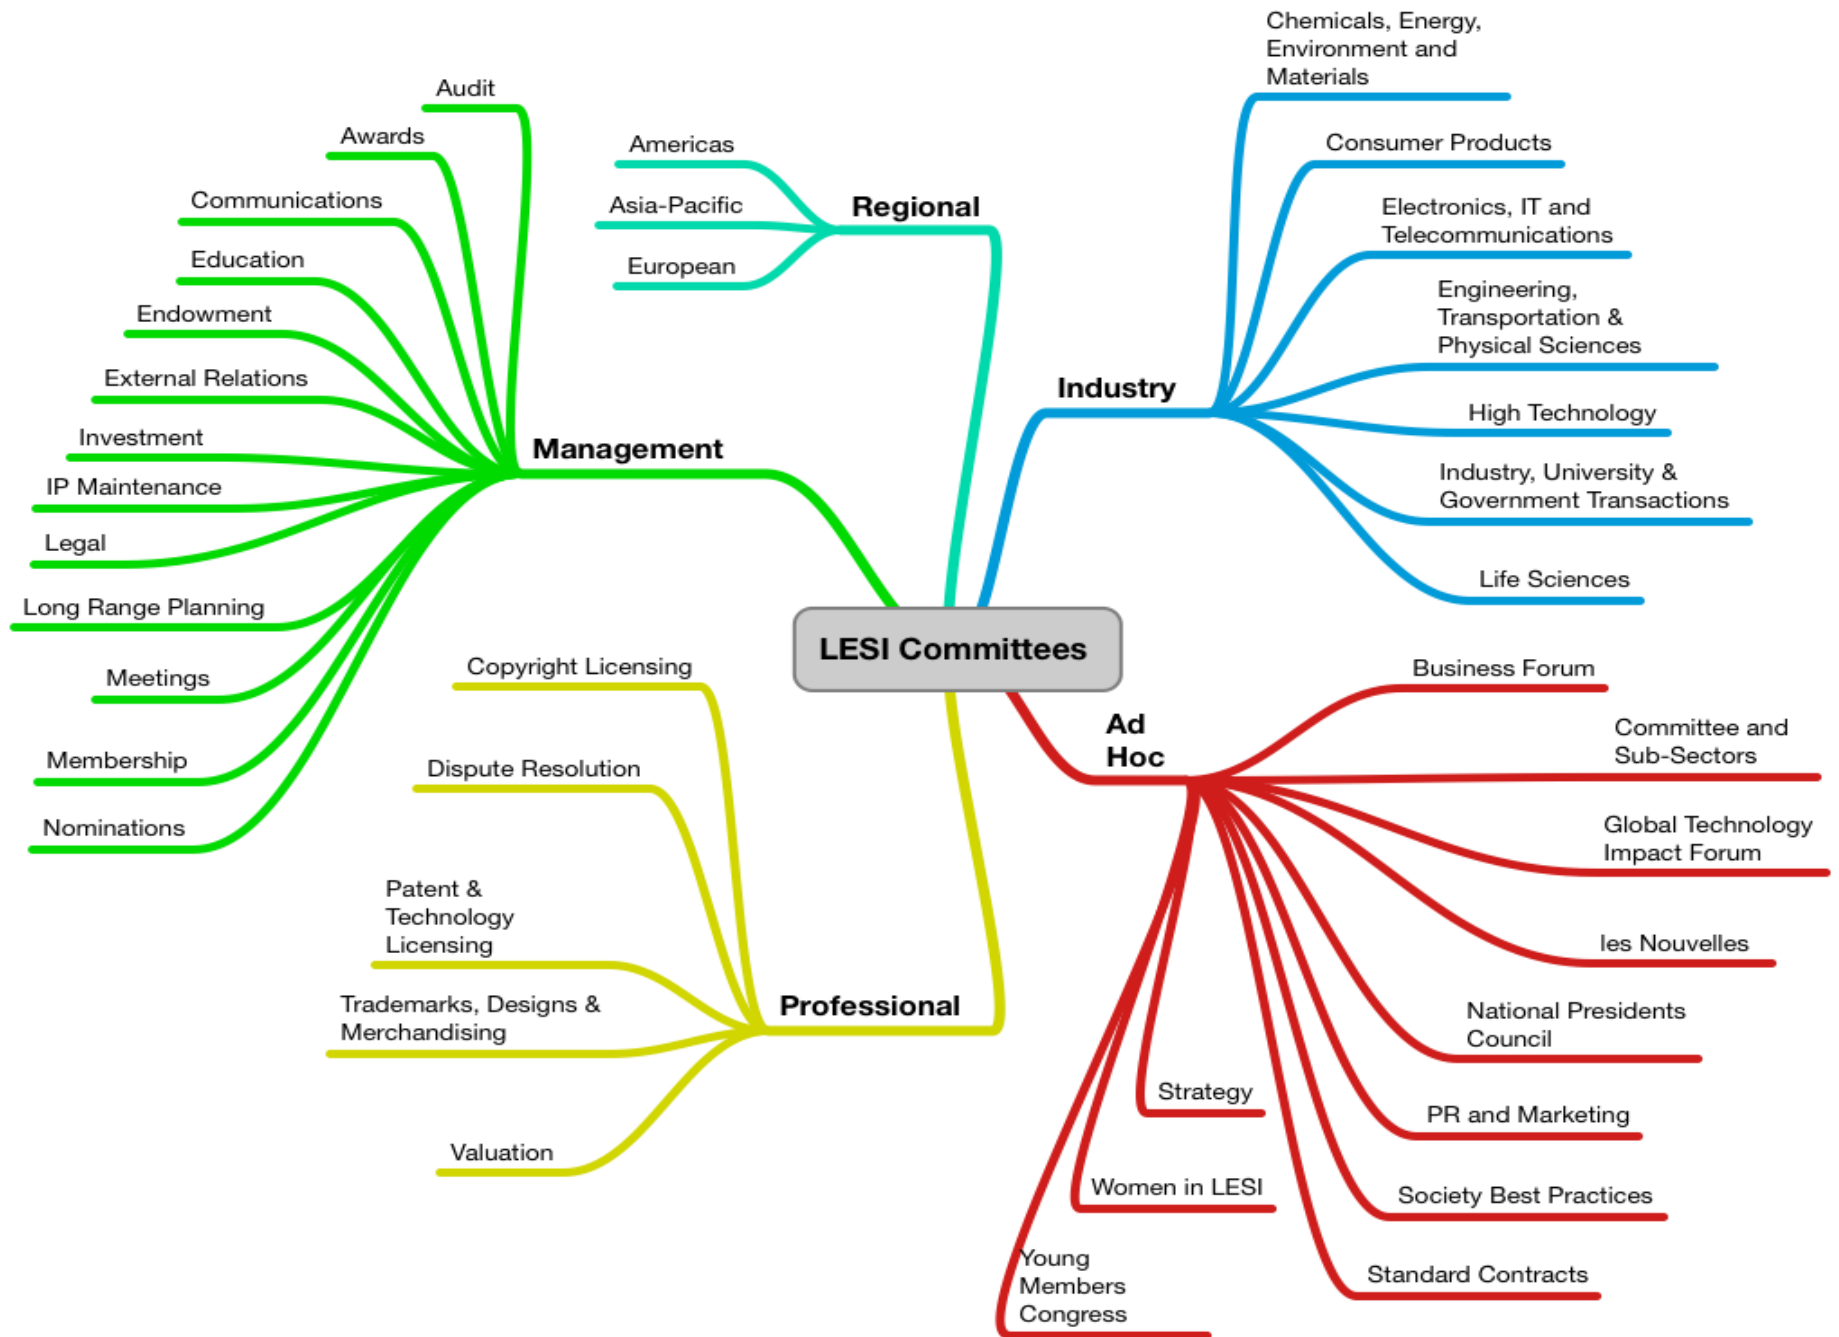 LESI Committees
Management
Audit
Awards
Communications
Education
Endowment
External Relations
Investment
IP Maintenance
Legal
Long Range Planning
Meetings
Membership
Nominations
Regional
Americas
Asia-Pacific
European
Industry
Chemicals, Energy,
Environment and
Materials
Consumer Products
Electronics, IT and
Telecommunications
Engineering,
Transportation &
Physical Sciences
High Technology
Industry, University &
Government Transactions
Life Sciences
Professional
Copyright Licensing
Dispute Resolution
Patent &
Technology
Licensing
Trademarks, Designs &
Merchandising
Valuation
Ad
Hoc
Business Forum
Committee and
Sub-Sectors
Global Technology
Impact Forum
les Nouvelles
National Presidents
Council
PR and Marketing
Society Best Practices
Standard Contracts
Strategy
Women in LESI
Young
Members
Congress